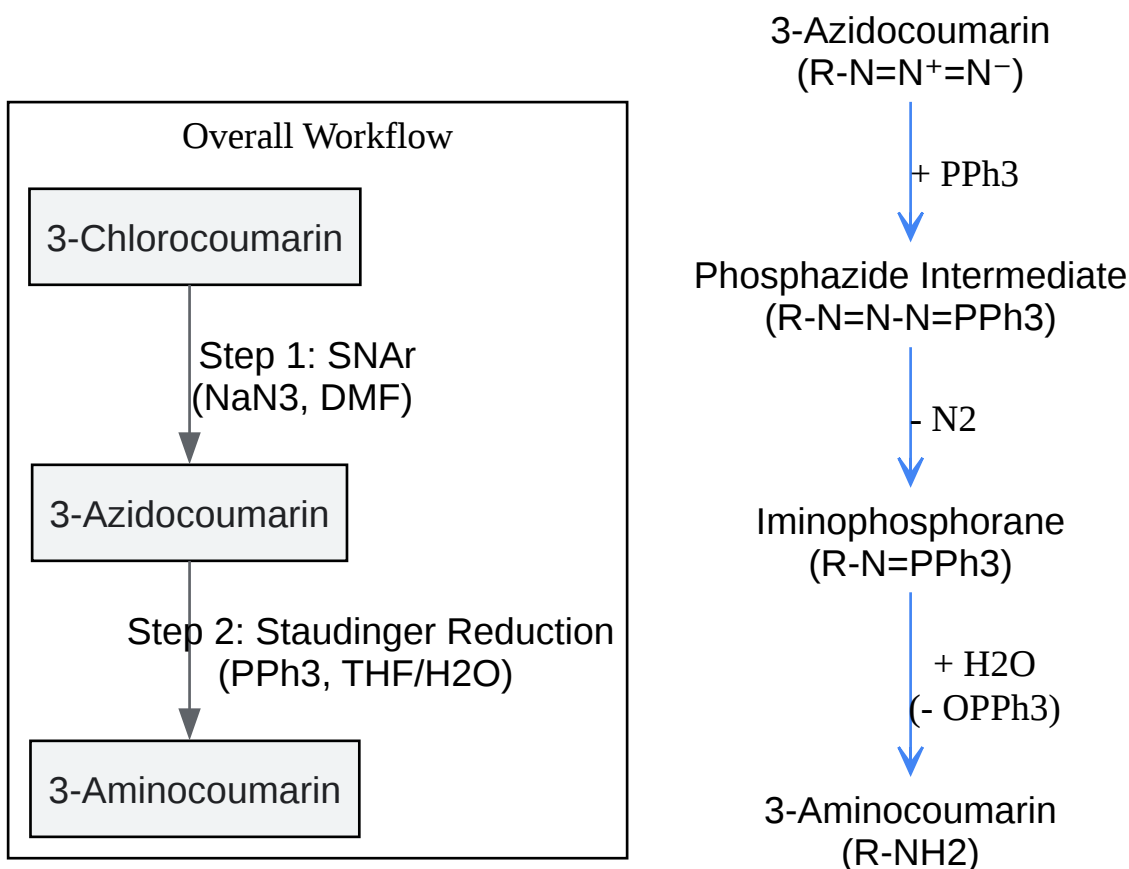 Overall Workflow
3-Chlorocoumarin
Step 1: SNAr
(NaN3, DMF)
3-Azidocoumarin
Step 2: Staudinger Reduction
(PPh3, THF/H2O)
3-Aminocoumarin
3-Azidocoumarin
(R-N=N⁺=N⁻)
+ PPh3
Phosphazide Intermediate
(R-N=N-N=PPh3)
- N2
Iminophosphorane
(R-N=PPh3)
+ H2O
(- OPPh3)
3-Aminocoumarin
(R-NH2)